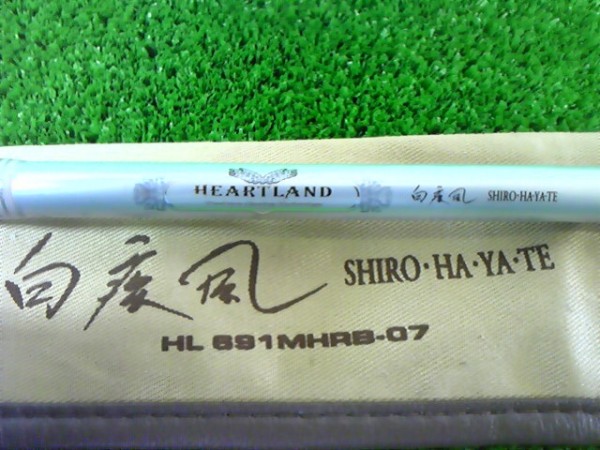 HEARTLAND
白疾風 SHIRO·HA·YA·TE
白疾風 SHIRO·HA·YA·TE
HL 691MHRB-07